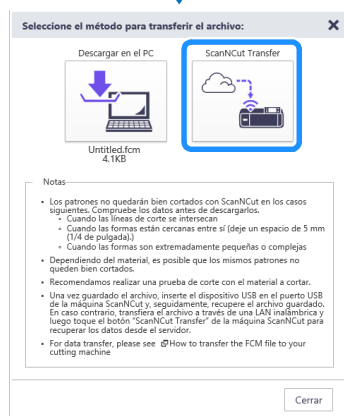 Seleccione el método para transferir el archivo:
Descargar en el PC
ScanNCut Transfer
Untitled.fcm
4.1KB
Notas
• Los patrones no quedarán bien cortados con ScanNCut en los casos
siguientes. Compruebe los datos antes de descargarlos.
• Cuando las líneas de corte se intersecan
• Cuando las formas están cercanas entre sí (deje un espacio de 5 mm
(1/4 de pulgada).)
• Cuando las formas son extremadamente pequeñas o complejas
• Dependiendo del material, es posible que los mismos patrones no
queden bien cortados.
• Recomendamos realizar una prueba de corte con el material a cortar.
• Una vez guardado el archivo, inserte el dispositivo USB en el puerto USB
de la máquina ScanNCut y, seguidamente, recupere el archivo guardado.
En caso contrario, transfiera el archivo a través de una LAN inalámbrica y
luego toque el botón "ScanNCut Transfer" de la máquina ScanNCut para
recuperar los datos desde el servidor.
• For data transfer, please see How to transfer the FCM file to your
cutting machine
Cerrar